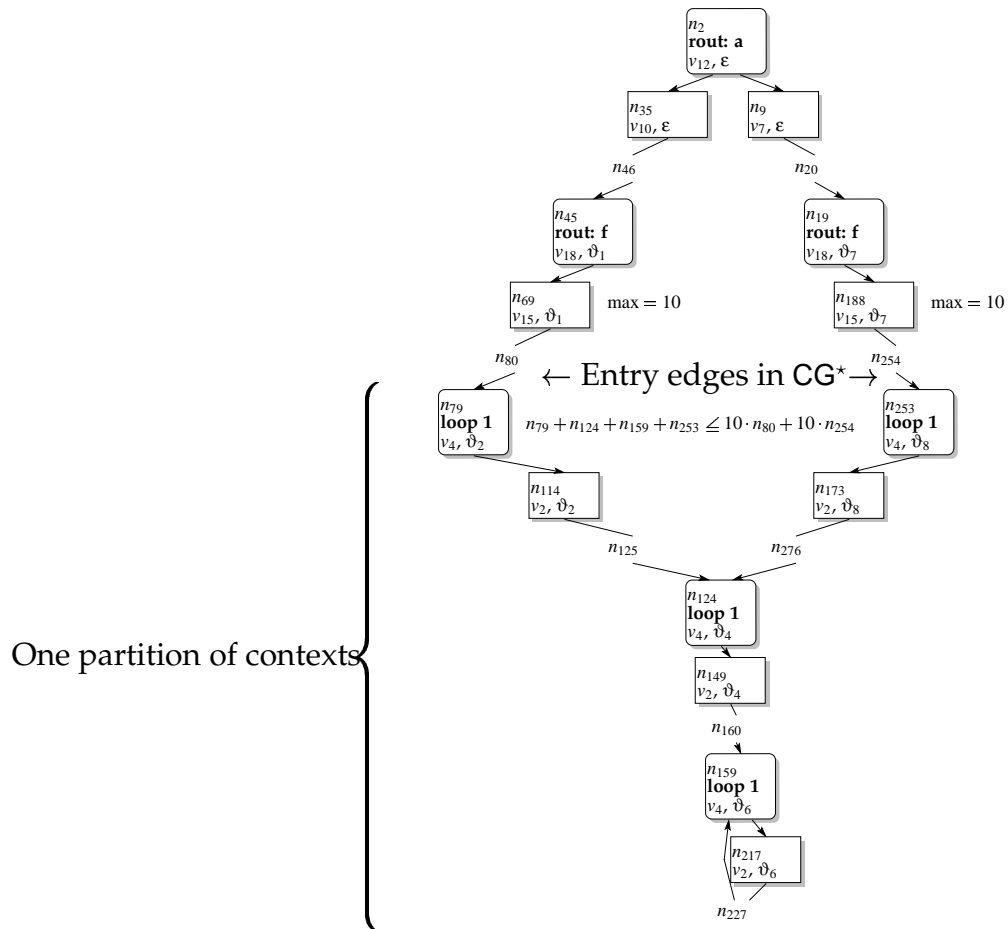 n₂
rout: a
v₁₂, ε
n₃₅
v₁₀, ε
n₉
v₇, ε
n₄₆
n₂₀
n₄₅
rout: f
v₁₈, ϑ₁
n₁₉
rout: f
v₁₈, ϑ₇
n₆₉
v₁₅, ϑ₁
max = 10
n₁₈₈
v₁₅, ϑ₇
max = 10
n₈₀
n₂₅₄
← Entry edges in CG⋆→
n₇₉
loop 1
v₄, ϑ₂
n₇₉ + n₁₂₄ + n₁₅₉ + n₂₅₃ ≦ 10 · n₈₀ + 10 · n₂₅₄
n₂₅₃
loop 1
v₄, ϑ₈
n₁₁₄
v₂, ϑ₂
n₁₇₃
v₂, ϑ₈
n₁₂₅
n₂₇₆
n₁₂₄
loop 1
v₄, ϑ₄
One partition of contexts
n₁₄₉
v₂, ϑ₄
n₁₆₀
n₁₅₉
loop 1
v₄, ϑ₆
n₂₁₇
v₂, ϑ₆
n₂₂₇